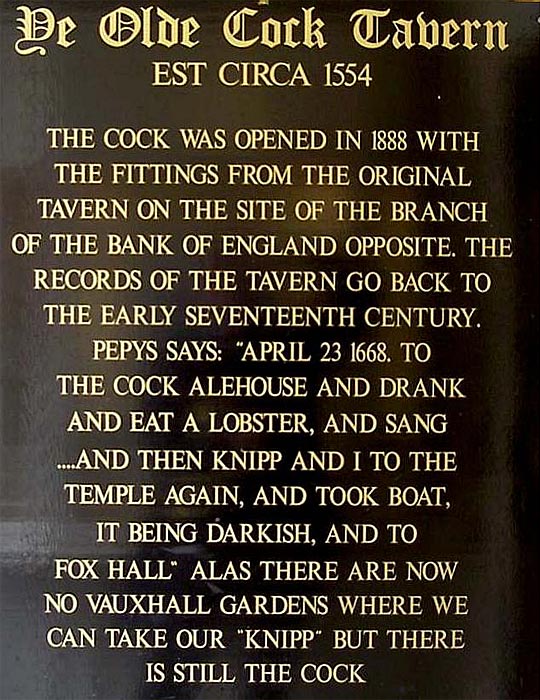 Ye Olde Cock Tavern
EST CIRCA 1554
THE COCK WAS OPENED IN 1888 WITH
THE FITTINGS FROM THE ORIGINAL
TAVERN ON THE SITE OF THE BRANCH
OF THE BANK OF ENGLAND OPPOSITE. THE
RECORDS OF THE TAVERN GO BACK TO
THE EARLY SEVENTEENTH CENTURY.
PEPYS SAYS: "APRIL 23 1668. TO
THE COCK ALEHOUSE AND DRANK
AND EAT A LOBSTER, AND SANG
....AND THEN KNIPP AND I TO THE
TEMPLE AGAIN, AND TOOK BOAT,
IT BEING DARKISH, AND TO
FOX HALL" ALAS THERE ARE NOW
NO VAUXHALL GARDENS WHERE WE
CAN TAKE OUR "KNIPP" BUT THERE
IS STILL THE COCK